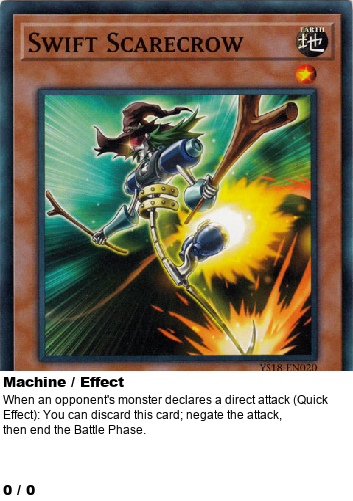 Swift Scarecrow
EARTH
地
YS18-EN020
Machine / Effect
When an opponent's monster declares a direct attack (Quick
Effect): You can discard this card; negate the attack,
then end the Battle Phase.
0 / 0